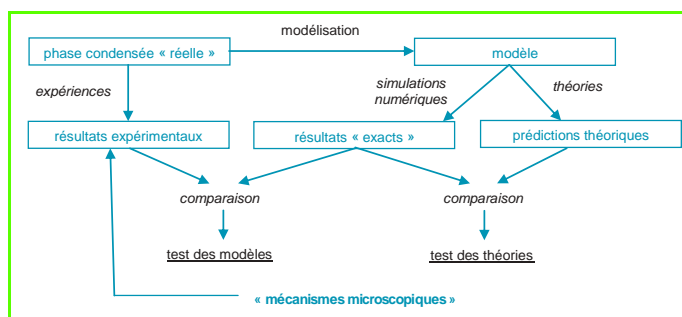 modélisation
phase condensée « réelle »
modèle
expériences
simulations
numériques
théories
résultats expérimentaux
résultats « exacts »
prédictions théoriques
comparaison
comparaison
test des modèles
test des théories
« mécanismes microscopiques »